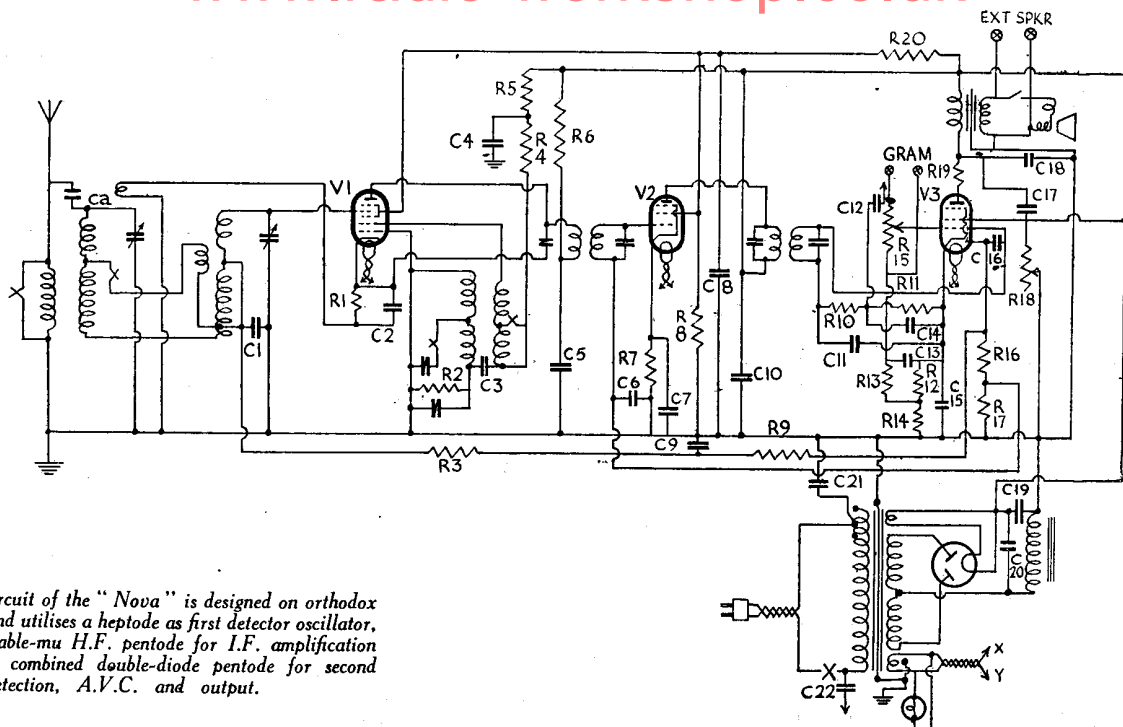 EXT SPKR
R20
R5
C4
R4
R6
GRAM
R19
C18
V1
V2
V3
C17
Ca
C12
R15
C16
R18
R11
R1
C2
C18
R8
R10
C14
C1
C11
C13
R2
C3
C5
R7
C10
R13
R12
R16
C6
C7
C15
R14
R17
C9
R9
R3
C21
C19
C20
rcuit of the "Nova" is designed on orthodox
nd utilises a heptode as first detector oscillator,
able-mu H.F. pentode for I.F. amplification
combined double-diode pentode for second
etection, A.V.C. and output.
X
Y
C22